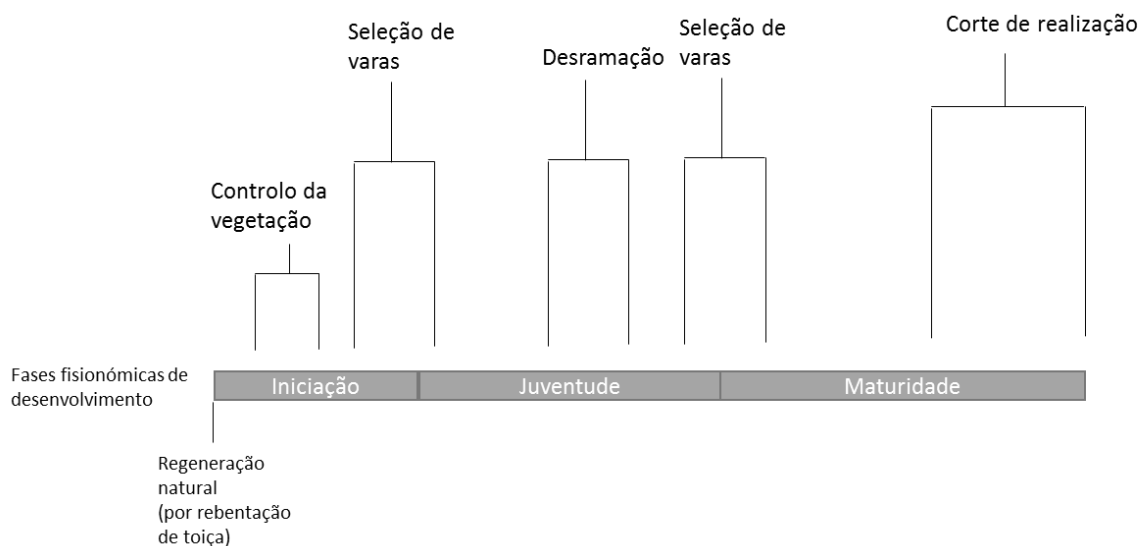 Seleção de
varas
Desramação
Seleção de
varas
Corte de realização
Controlo da
vegetação
Fases fisionómicas de
desenvolvimento
Iniciação
Juventude
Maturidade
Regeneração
natural
(por rebentação
de toiça)